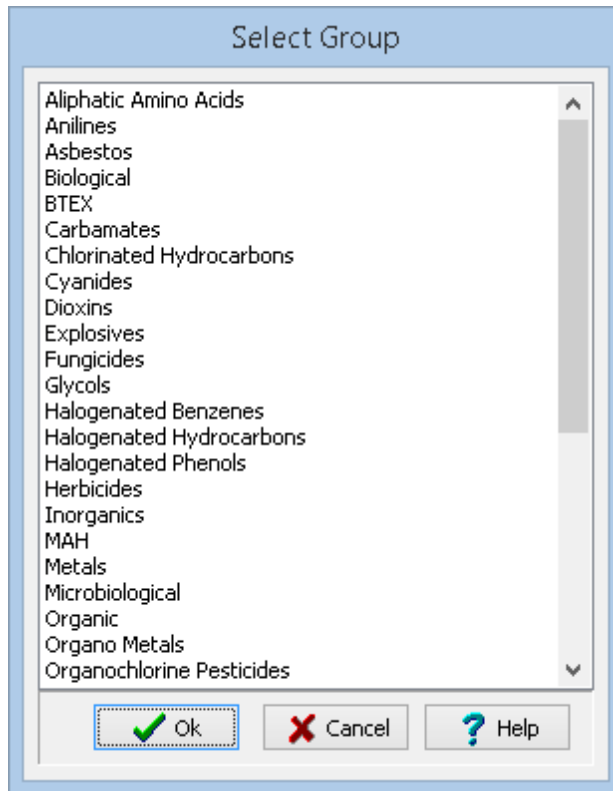 Select Group
Aliphatic Amino Acids
Anilines
Asbestos
Biological
BTEX
Carbamates
Chlorinated Hydrocarbons
Cyanides
Dioxins
Explosives
Fungicides
Glycols
Halogenated Benzenes
Halogenated Hydrocarbons
Halogenated Phenols
Herbicides
Inorganics
MAH
Metals
Microbiological
Organic
Organo Metals
Organochlorine Pesticides
Ok Cancel Help